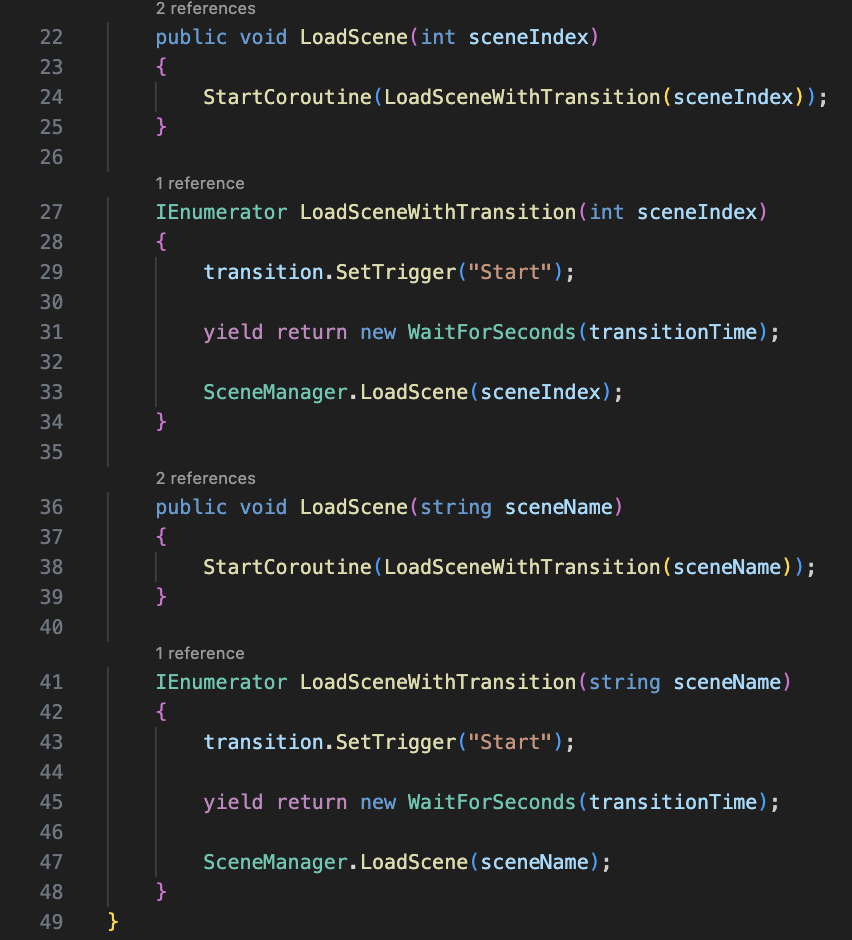 2 references
22 public void LoadScene(int sceneIndex)
23 {
24 StartCoroutine(LoadSceneWithTransition(sceneIndex));
25 }
26
1 reference
27 IEnumerator LoadSceneWithTransition(int sceneIndex)
28 {
29 transition.SetTrigger("Start");
30
31 yield return new WaitForSeconds(transitionTime);
32
33 SceneManager.LoadScene(sceneIndex);
34 }
35
2 references
36 public void LoadScene(string sceneName)
37 {
38 StartCoroutine(LoadSceneWithTransition(sceneName));
39 }
40
1 reference
41 IEnumerator LoadSceneWithTransition(string sceneName)
42 {
43 transition.SetTrigger("Start");
44
45 yield return new WaitForSeconds(transitionTime);
46
47 SceneManager.LoadScene(sceneName);
48 }
49 }